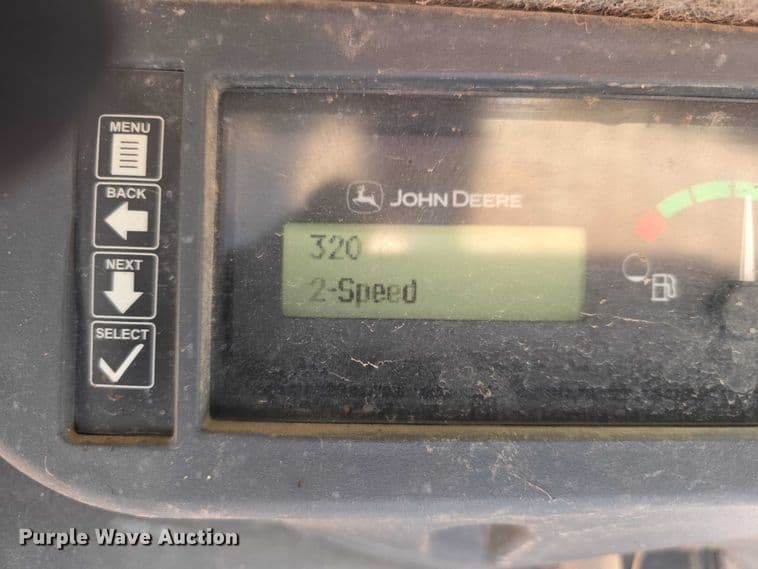 MENU
BACK
NEXT
SELECT
JOHN DEERE
320
2-Speed
Purple Wave Auction